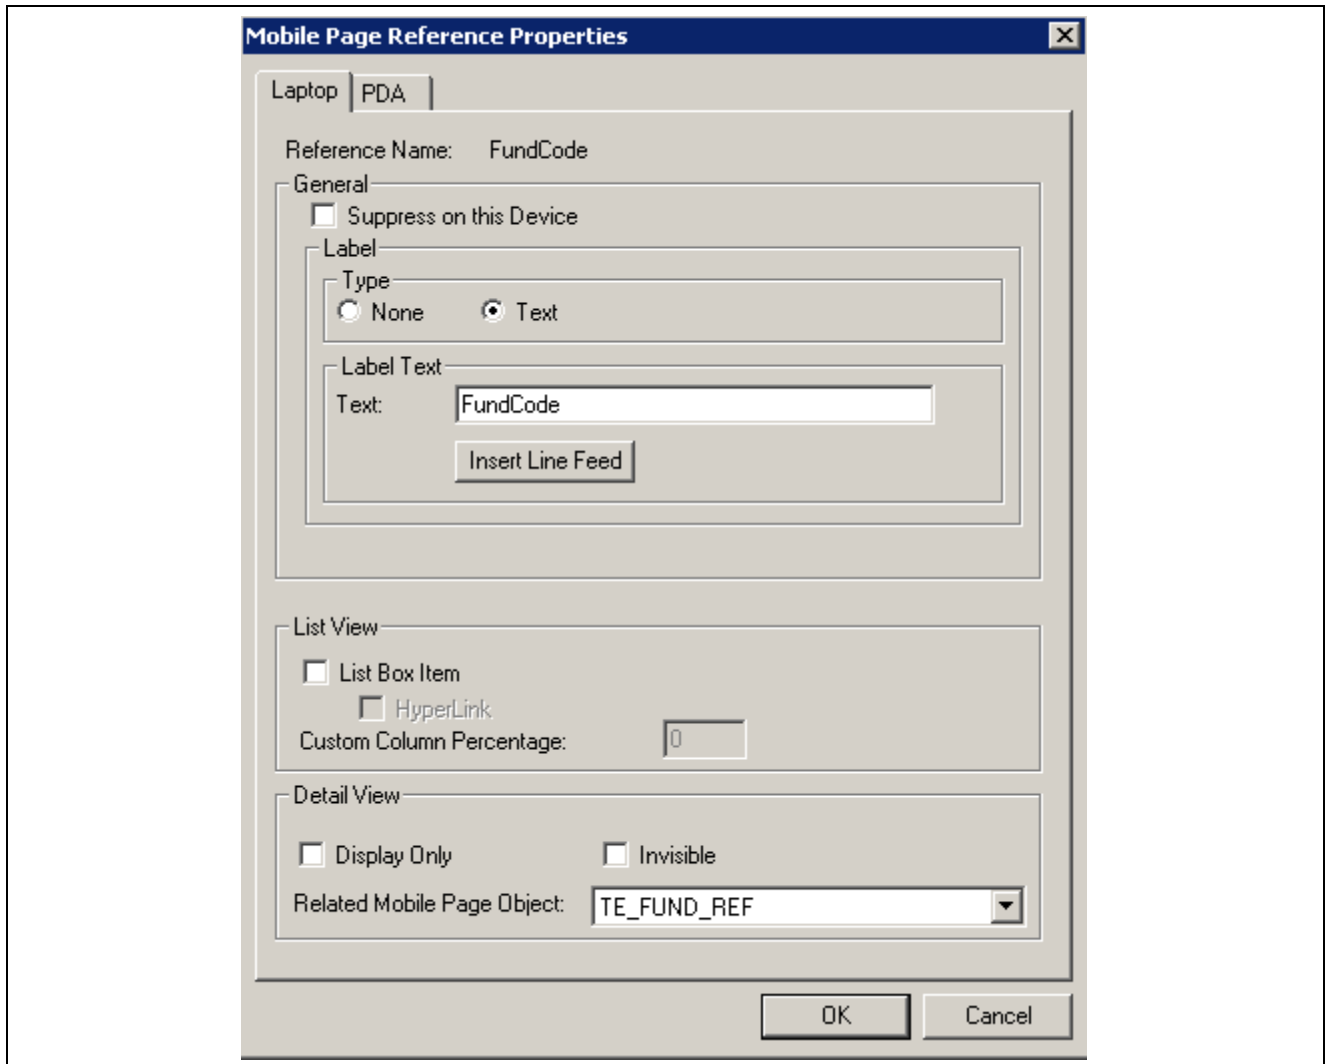 Mobile Page Reference Properties
Laptop PDA
Reference Name: FundCode
General
Suppress on this Device
Label
Type
None Text
Label Text
Text: FundCode
Insert Line Feed
List View
List Box Item
HyperLink
Custom Column Percentage: 0
Detail View
Display Only Invisible
Related Mobile Page Object: TE_FUND_REF
OK Cancel